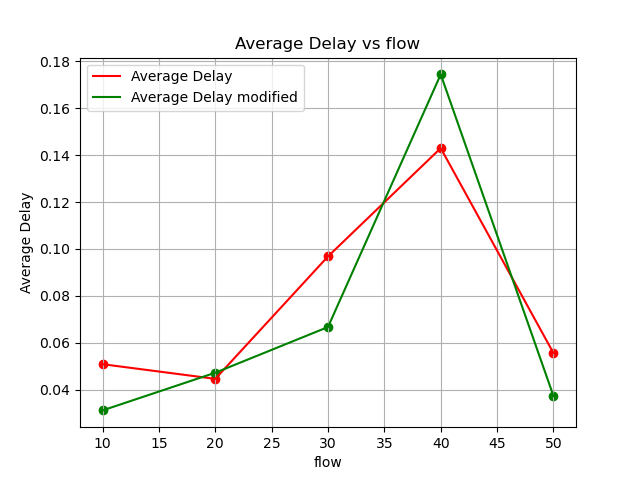 Average Delay vs flow
Average Delay
Average Delay modified
Average Delay
0.18
0.16
0.14
0.12
0.10
0.08
0.06
0.04
10 15 20 25 30 35 40 45 50
flow